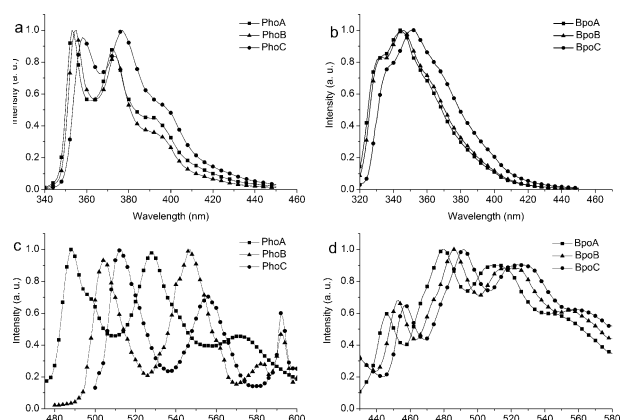 a
PhoA
PhoB
PhoC
Intensity (a. u.)
1.0
0.8
0.6
0.4
0.2
0.0
340 360 380 400 420 440 460
Wavelength (nm)
b
BpoA
BpoB
BpoC
Intensity (a. u.)
1.0
0.8
0.6
0.4
0.2
0.0
320 340 360 380 400 420 440 460
Wavelength (nm)
c
PhoA
PhoB
PhoC
Intensity (a. u.)
1.0
0.8
0.6
0.4
0.2
0.0
480 500 520 540 560 580 600
d
BpoA
BpoB
BpoC
Intensity (a. u.)
1.0
0.8
0.6
0.4
0.2
0.0
440 460 480 500 520 540 560 580